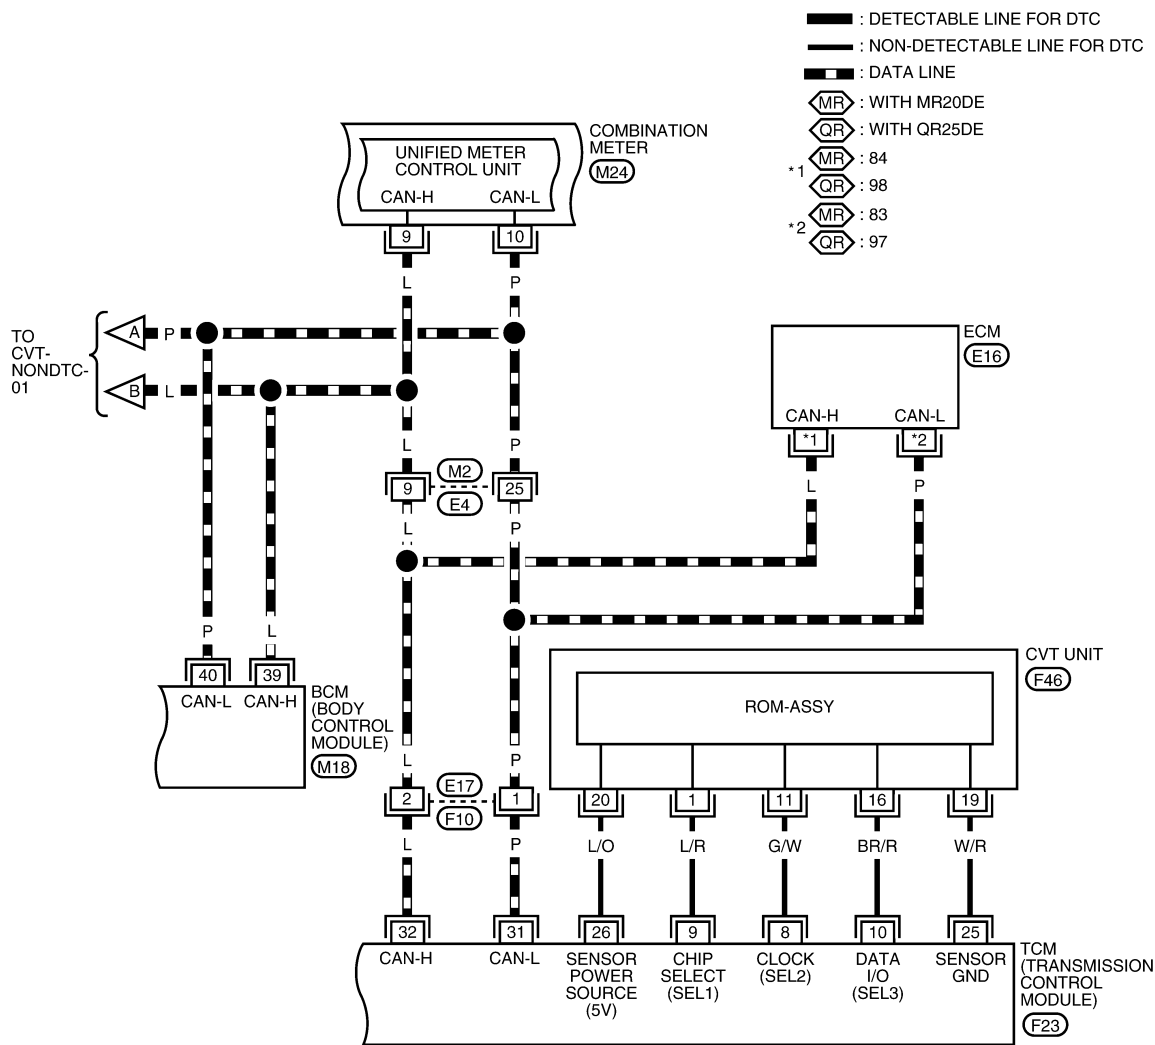 : DETECTABLE LINE FOR DTC
: NON-DETECTABLE LINE FOR DTC
: DATA LINE
MR : WITH MR20DE
QR : WITH QR25DE
*1 MR : 84
QR : 98
*2 MR : 83
QR : 97
COMBINATION
METER
M24
UNIFIED METER
CONTROL UNIT
CAN-H CAN-L
9 10
L P
TO
CVT-
NONDTC-
01
A P
B L
ECM
E16
CAN-H CAN-L
*1 *2
L P
L P
M2
9 25
E4
L P
P L
40 39
CAN-L CAN-H
BCM
(BODY
CONTROL
MODULE)
M18
CVT UNIT
F46
ROM-ASSY
L P
E17
2 1
F10
20 1 11 16 19
L P L/O L/R G/W BR/R W/R
32 31 26 9 8 10 25
CAN-H CAN-L
SENSOR
POWER
SOURCE
(5V)
CHIP
SELECT
(SEL1)
CLOCK
(SEL2)
DATA
I/O
(SEL3)
SENSOR
GND
TCM
(TRANSMISSION
CONTROL
MODULE)
F23